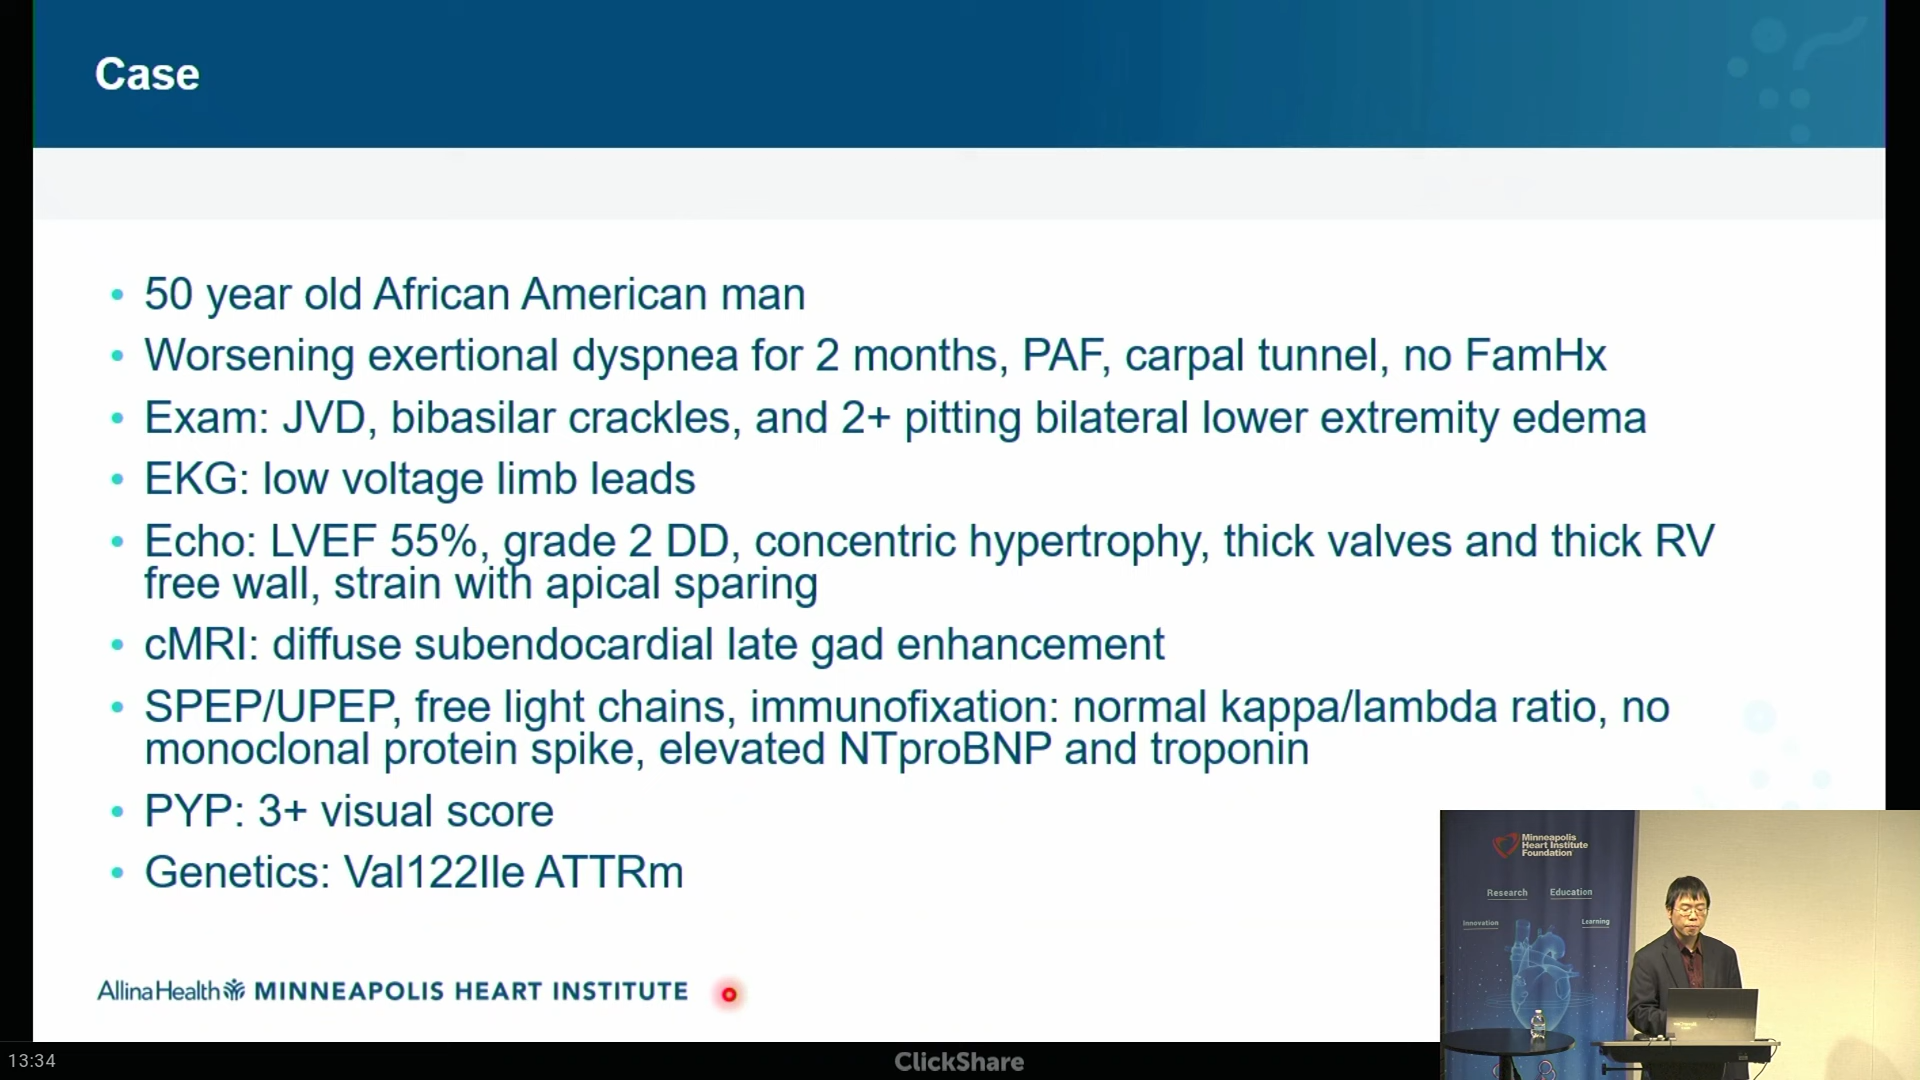 Case
• 50 year old African American man
• Worsening exertional dyspnea for 2 months, PAF, carpal tunnel, no FamHx
• Exam: JVD, bibasilar crackles, and 2+ pitting bilateral lower extremity edema
• EKG: low voltage limb leads
• Echo: LVEF 55%, grade 2 DD, concentric hypertrophy, thick valves and thick RV
free wall, strain with apical sparing
• cMRI: diffuse subendocardial late gad enhancement
• SPEP/UPEP, free light chains, immunofixation: normal kappa/lambda ratio, no
monoclonal protein spike, elevated NTproBNP and troponin
• PYP: 3+ visual score
• Genetics: Val122Ile ATTRm
Allina Health MINNEAPOLIS HEART INSTITUTE
Minneapolis
Heart Institute
Foundation
Research Education
Innovation Learning
13:34
ClickShare